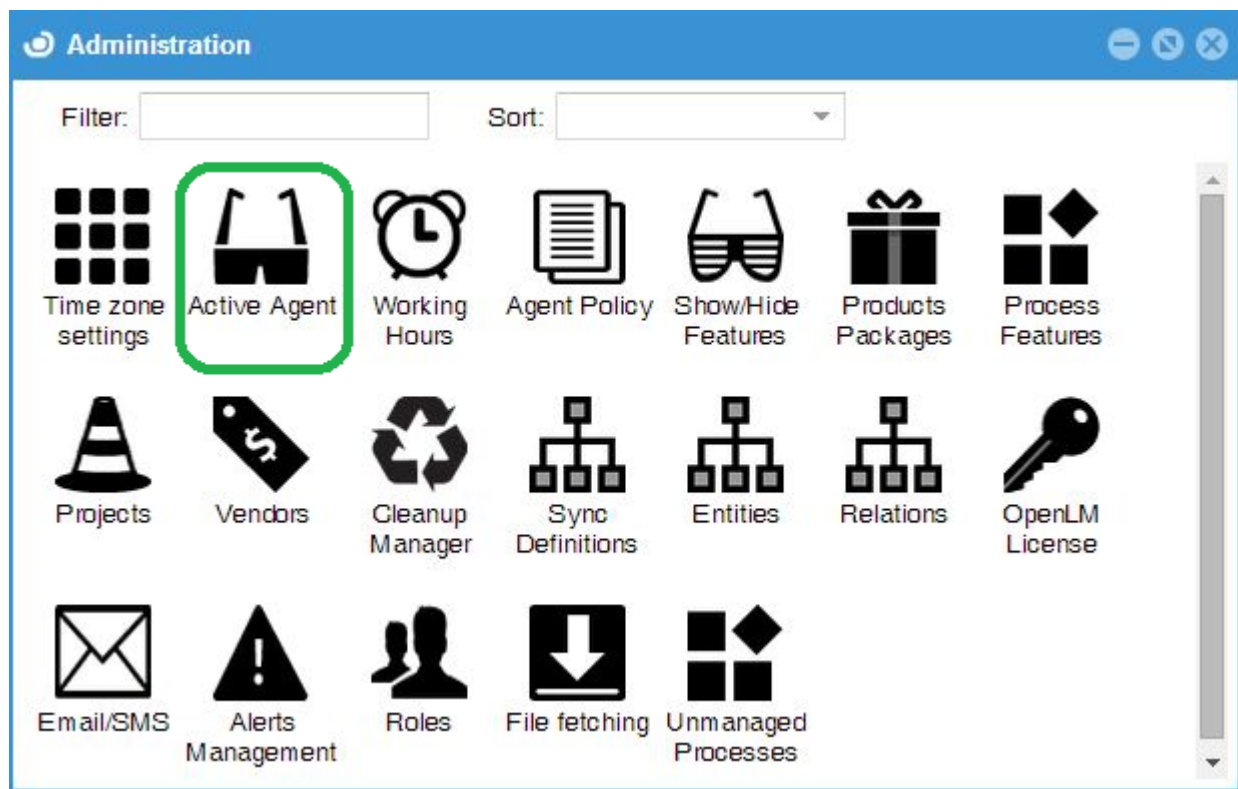 Administration
Filter: Sort:
Time zone settings
Active Agent
Working Hours
Agent Policy
Show/Hide Features
Products Packages
Process Features
Projects
Vendors
Cleanup Manager
Sync Definitions
Entities
Relations
OpenLM License
Email/SMS
Alerts Management
Roles
File fetching
Unmanaged Processes